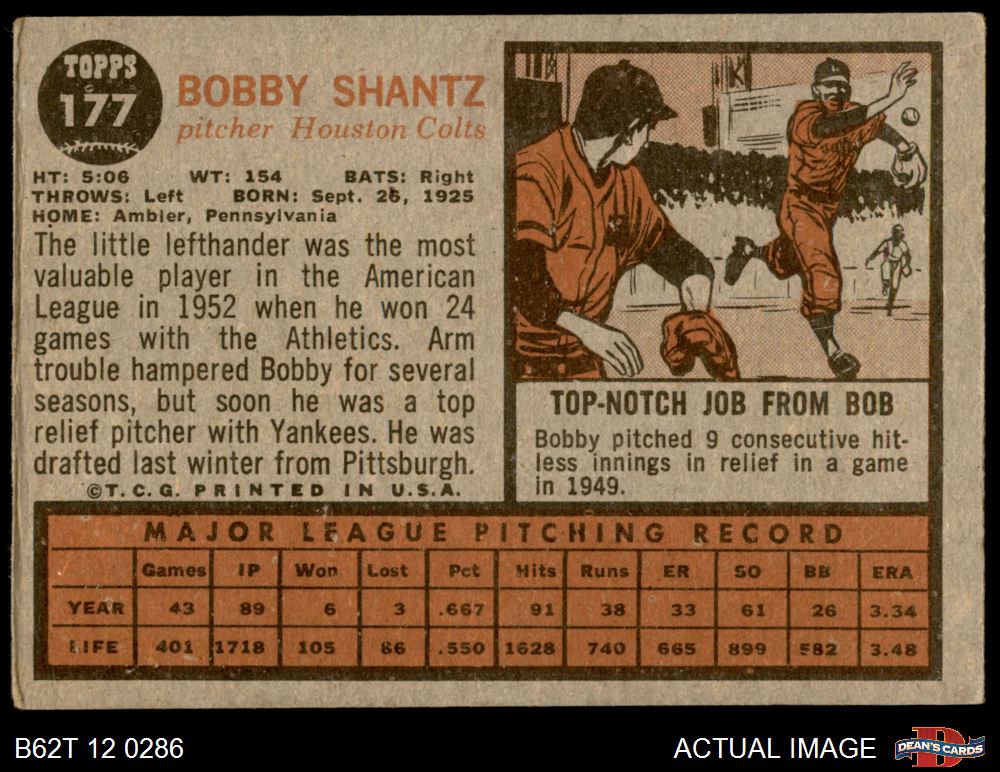 TOPPS
177
BOBBY SHANTZ
pitcher Houston Colts
HT: 5:06 WT: 154 BATS: Right
THROWS: Left BORN: Sept. 26, 1925
HOME: Ambler, Pennsylvania
The little lefthander was the most
valuable player in the American
League in 1952 when he won 24
games with the Athletics. Arm
trouble hampered Bobby for several
seasons, but soon he was a top
relief pitcher with Yankees. He was
drafted last winter from Pittsburgh.
©T.C.G. PRINTED IN U.S.A.
TOP-NOTCH JOB FROM BOB
Bobby pitched 9 consecutive hit-
less innings in relief in a game
in 1949.
MAJOR LEAGUE PITCHING RECORD
Games IP Won Lost Pct Hits Runs ER SO BB ERA
YEAR 43 89 6 3 .667 91 38 33 61 26 3.34
LIFE 401 1718 105 86 .550 1628 740 665 899 582 3.48
B62T 12 0286
ACTUAL IMAGE
DEAN'S CARDS